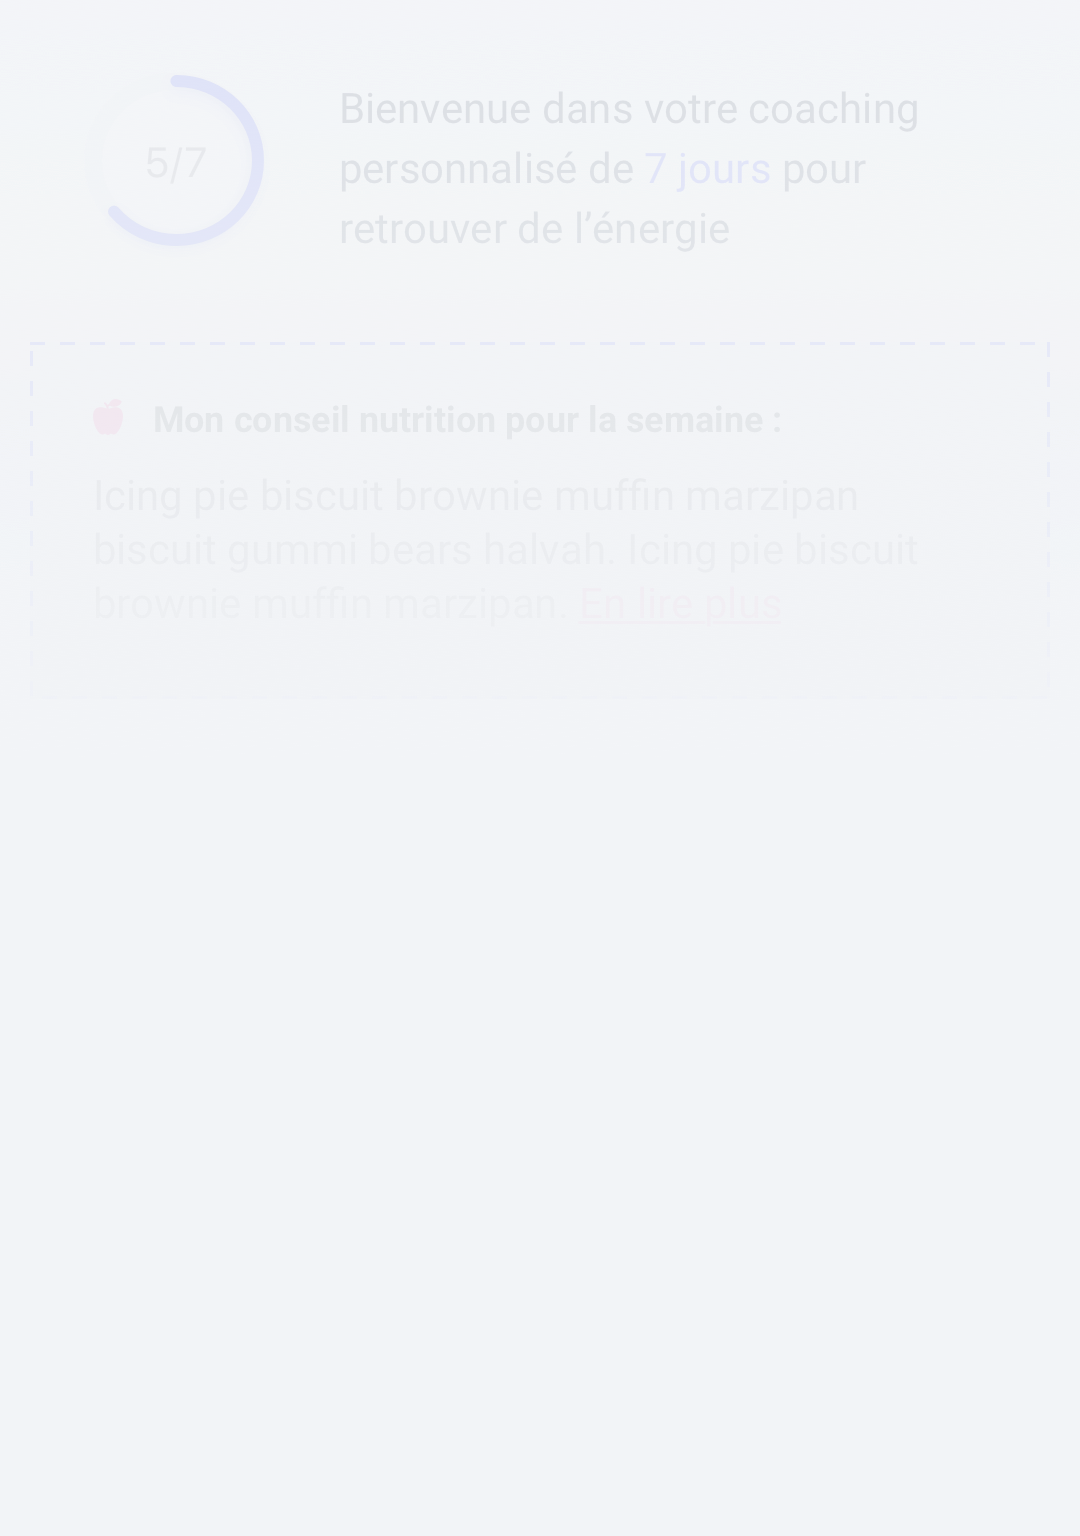 5/7
Bienvenue dans votre coaching
personnalisé de 7 jours pour
retrouver de l’énergie
Mon conseil nutrition pour la semaine :
Icing pie biscuit brownie muffin marzipan
biscuit gummi bears halvah. Icing pie biscuit
brownie muffin marzipan. En lire plus